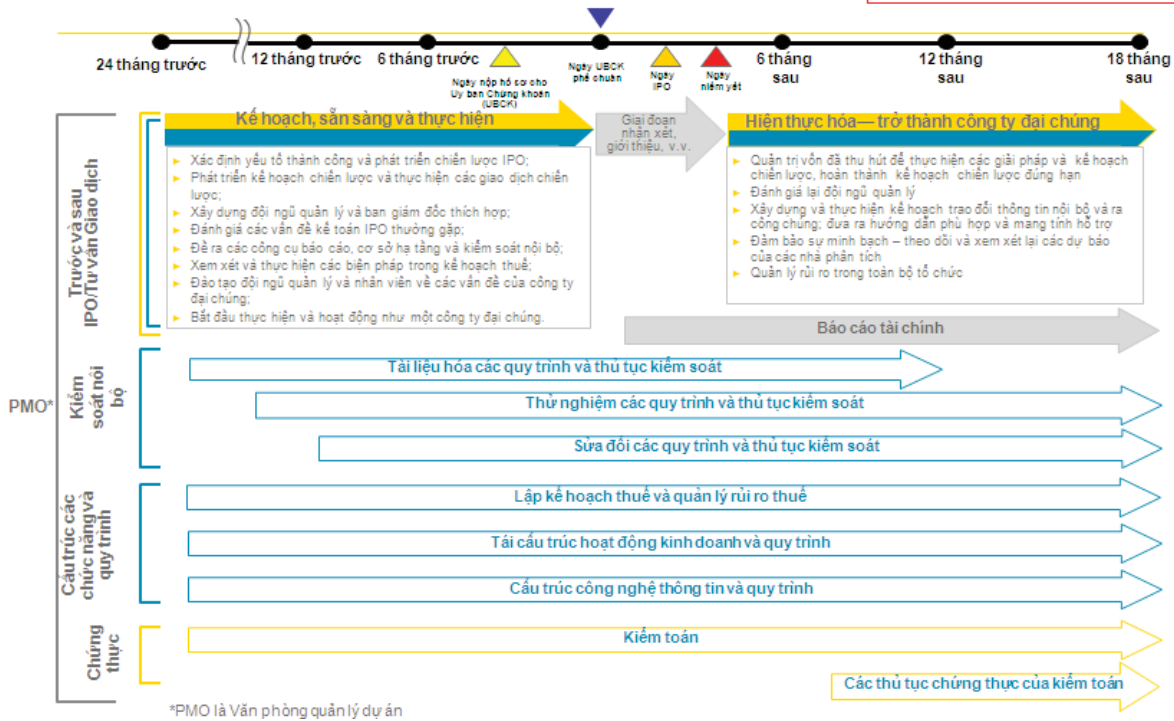 24 tháng trước
12 tháng trước
6 tháng trước
Ngày nộp hồ sơ cho
Uy ban Chứng khoán
(UBCK)
Ngày UBCK
phê chuẩn
Ngày
IPO
Ngày
niêm yết
6 tháng
sau
12 tháng
sau
18 tháng
sau
Trước và sau
IPO/Tư vấn Giao dịch
Kế hoạch, sẵn sàng và thực hiện
Giai đoạn
nhận xét,
giới thiệu, v.v.
Hiện thực hóa— trở thành công ty đại chúng
► Xác định yếu tố thành công và phát triển chiến lược IPO;
► Phát triển kế hoạch chiến lược và thực hiện các giao dịch chiến
lược;
► Xây dựng đội ngũ quản lý và ban giám đốc thích hợp;
► Đánh giá các vấn đề kế toán IPO thường gặp;
► Đề ra các công cụ báo cáo, cơ sở hạ tầng và kiểm soát nội bộ;
► Xem xét và thực hiện các biện pháp trong kế hoạch thuế;
► Đào tạo đội ngũ quản lý và nhân viên về các vấn đề của công ty
đại chúng;
► Bắt đầu thực hiện và hoạt động như một công ty đại chúng.
► Quản trị vốn đã thu hút để thực hiện các giải pháp và kế hoạch
chiến lược, hoàn thành kế hoạch chiến lược đúng hạn
► Đánh giá lại đội ngũ quản lý
► Xây dựng và thực hiện kế hoạch trao đổi thông tin nội bộ và ra
công chúng; đưa ra hướng dẫn phù hợp và mang tính hỗ trợ
► Đảm bảo sự minh bạch – theo dõi và xem xét lại các dự báo
của các nhà phân tích
► Quản lý rủi ro trong toàn bộ tổ chức
Báo cáo tài chính
PMO*
Kiểm
soát nội
bộ
Tài liệu hóa các quy trình và thủ tục kiểm soát
Thử nghiệm các quy trình và thủ tục kiểm soát
Sửa đổi các quy trình và thủ tục kiểm soát
Cấu trúc các
chức năng và
quy trình
Lập kế hoạch thuế và quản lý rủi ro thuế
Tái cấu trúc hoạt động kinh doanh và quy trình
Cấu trúc công nghệ thông tin và quy trình
Chứng
thực
Kiểm toán
Các thủ tục chứng thực của kiểm toán
*PMO là Văn phòng quản lý dự án